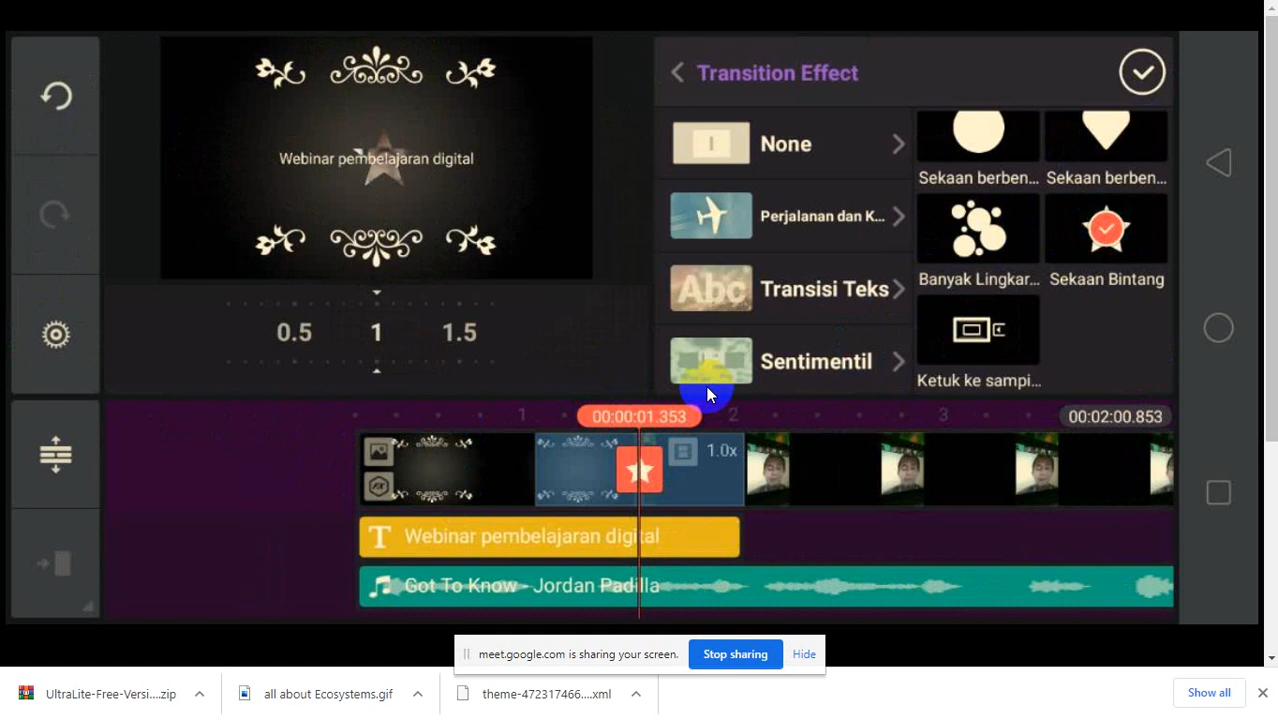 Transition Effect
Webinar pembelajaran digital
None
Perjalanan dan K...
Abc
Transisi Teks
Sentimentil
Sekaan berben...
Sekaan berben...
Banyak Lingkar...
Sekaan Bintang
Ketuk ke sampi...
0.5
1
1.5
1
00:00:01.353
2
3
00:02:00.853
FX
1.0x
T Webinar pembelajaran digital
Got To Know - Jordan Padilla
meet.google.com is sharing your screen.
Stop sharing
Hide
UltraLite-Free-Versi....zip
all about Ecosystems.gif
theme-472317466....xml
Show all